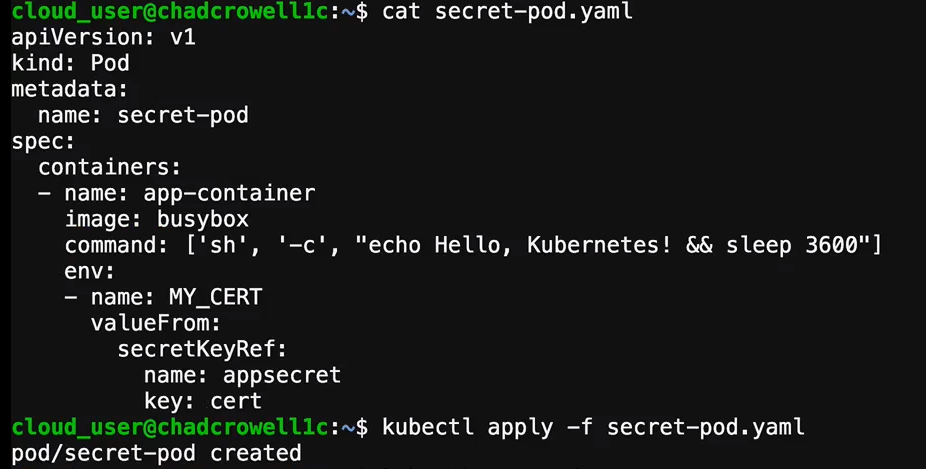 cloud_user@chadcrowell1c:~$ cat secret-pod.yaml
apiVersion: v1
kind: Pod
metadata:
  name: secret-pod
spec:
  containers:
  - name: app-container
    image: busybox
    command: ['sh', '-c', "echo Hello, Kubernetes! && sleep 3600"]
    env:
    - name: MY_CERT
      valueFrom:
        secretKeyRef:
          name: appsecret
          key: cert
cloud_user@chadcrowell1c:~$ kubectl apply -f secret-pod.yaml
pod/secret-pod created